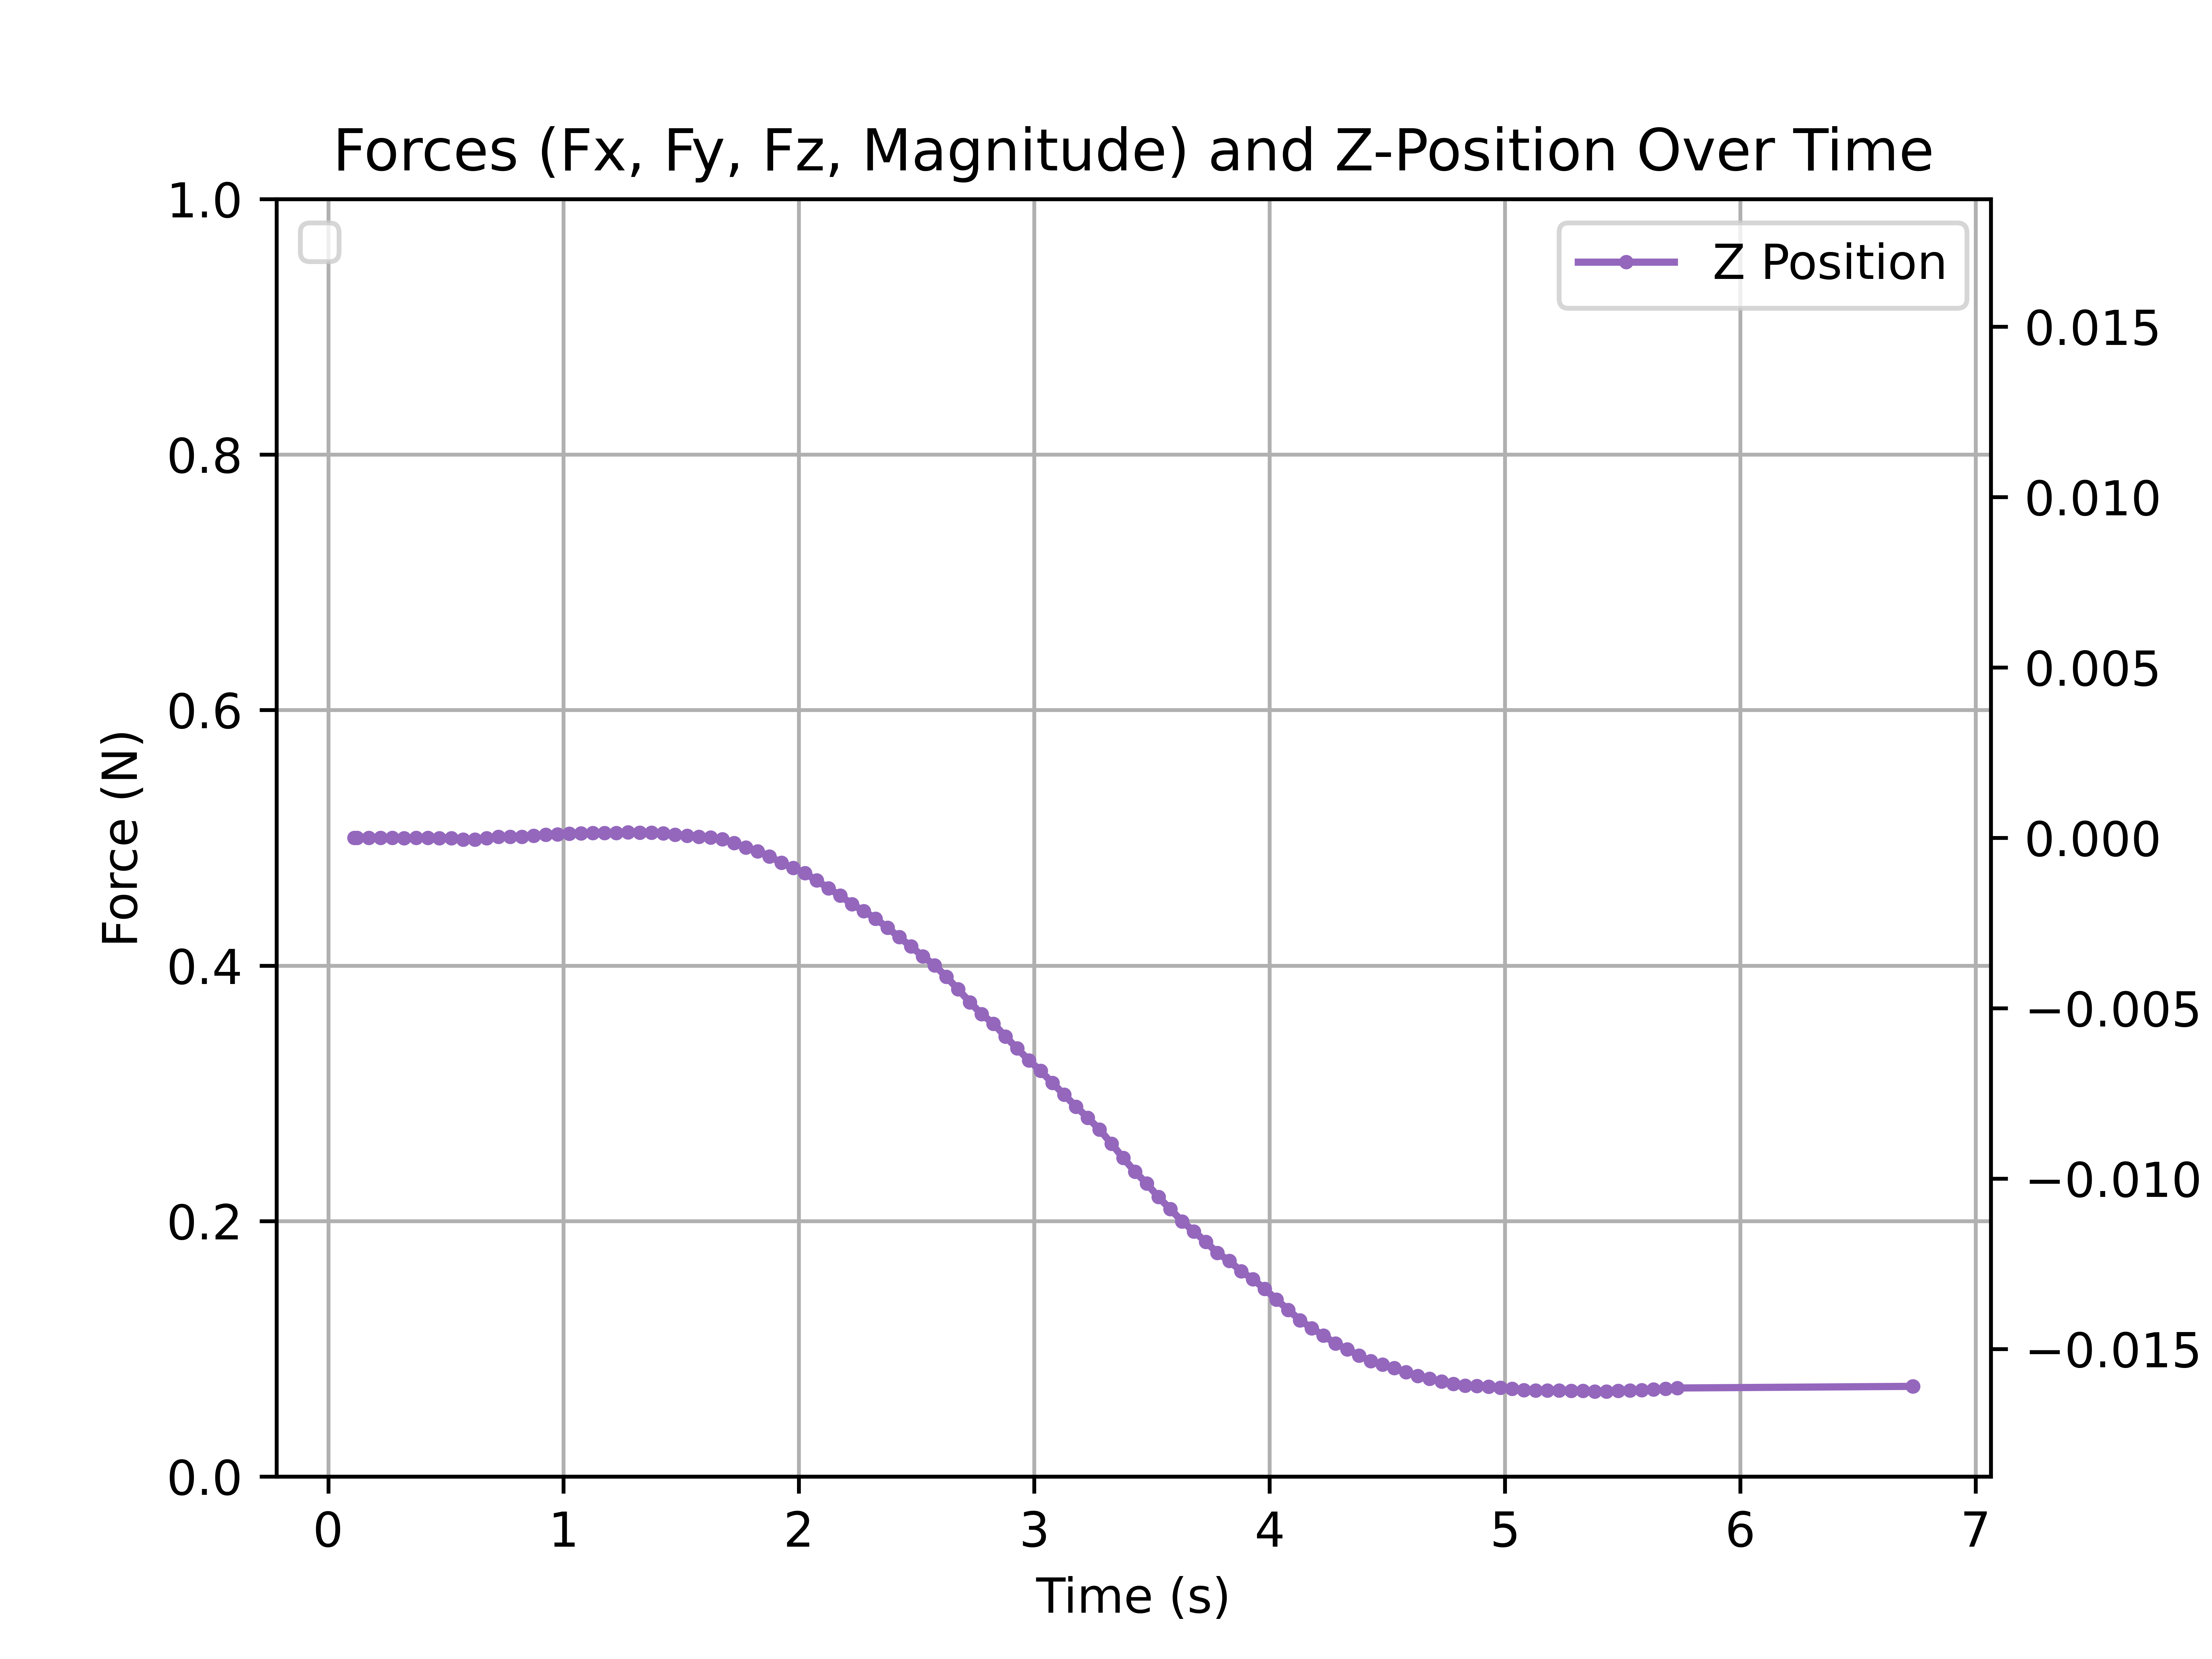 Forces (Fx, Fy, Fz, Magnitude) and Z-Position Over Time
Z Position
1.0
0.8
0.6
0.4
0.2
0.0
Force (N)
0.015
0.010
0.005
0.000
−0.005
−0.010
−0.015
0 1 2 3 4 5 6 7
Time (s)